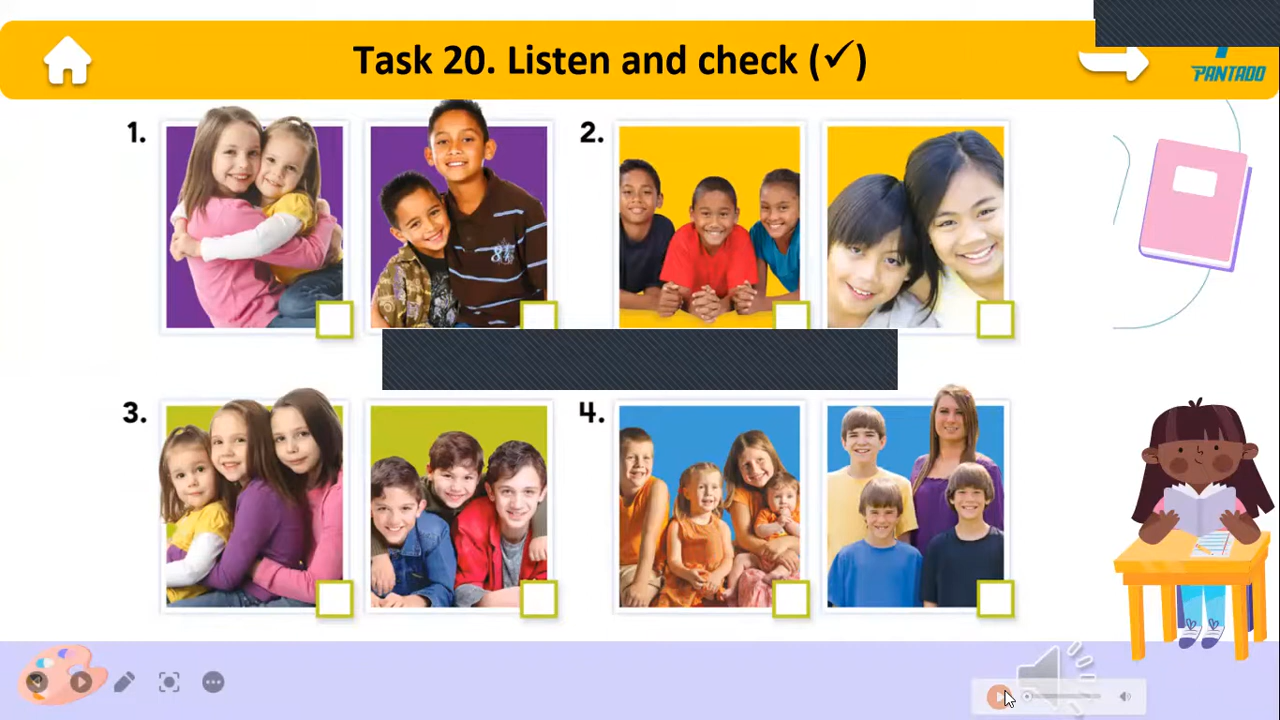 Task 20. Listen and check (✓)
PANTADO
1.
2.
3.
4.